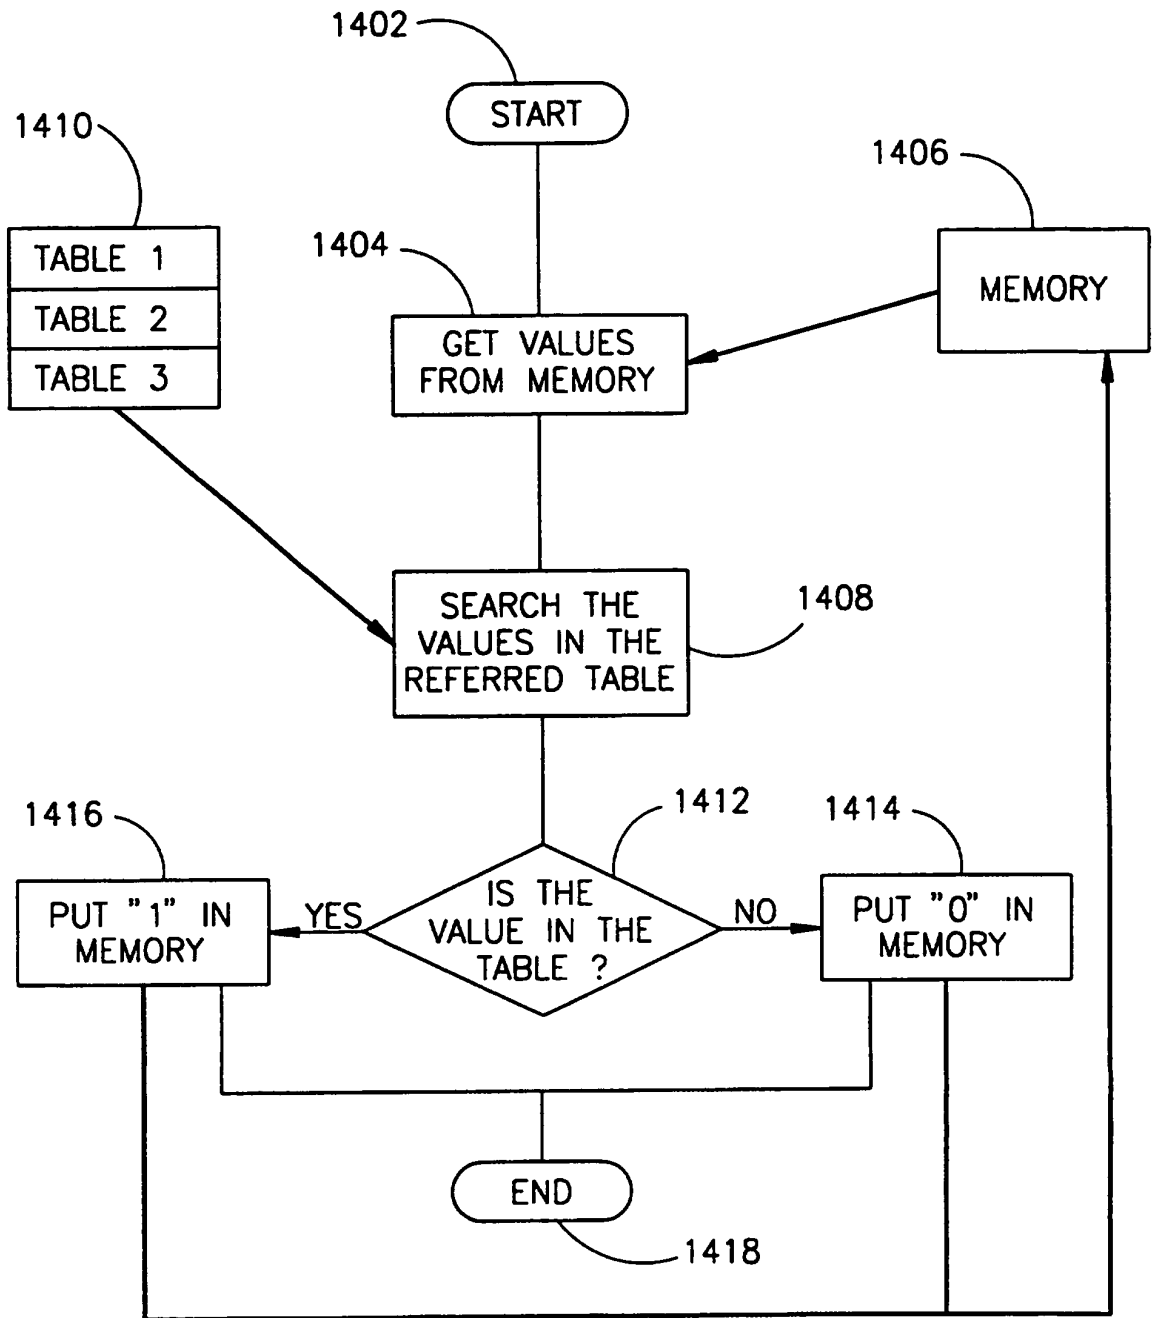 1402
START
1410
1406
TABLE 1
TABLE 2
TABLE 3
1404
MEMORY
GET VALUES
FROM MEMORY
SEARCH THE
VALUES IN THE
REFERRED TABLE
1408
1416
1412
1414
PUT "1" IN
MEMORY
YES
IS THE
VALUE IN THE
TABLE ?
NO
PUT "0" IN
MEMORY
END
1418